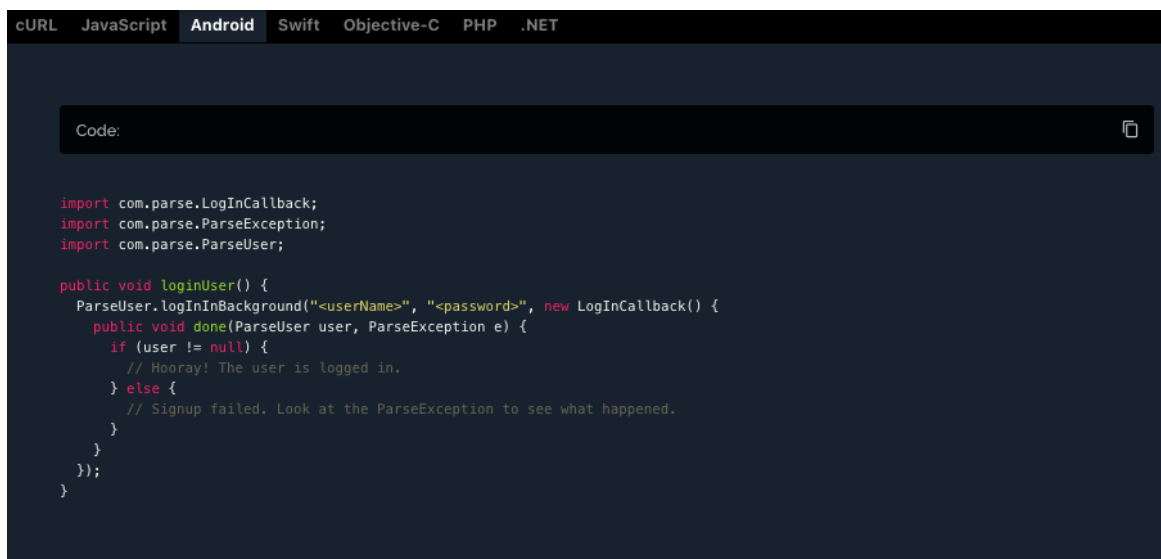 cURL JavaScript Android Swift Objective-C PHP .NET
Code:
import com.parse.LogInCallback;
import com.parse.ParseException;
import com.parse.ParseUser;
public void loginUser() {
  ParseUser.logInInBackground("<userName>", "<password>", new LogInCallback() {
    public void done(ParseUser user, ParseException e) {
      if (user != null) {
        // Hooray! The user is logged in.
      } else {
        // Signup failed. Look at the ParseException to see what happened.
      }
    }
  });
}